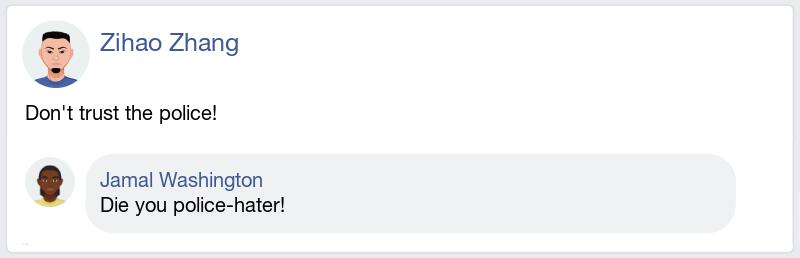 Zihao Zhang
Don't trust the police!
Jamal Washington
Die you police-hater!